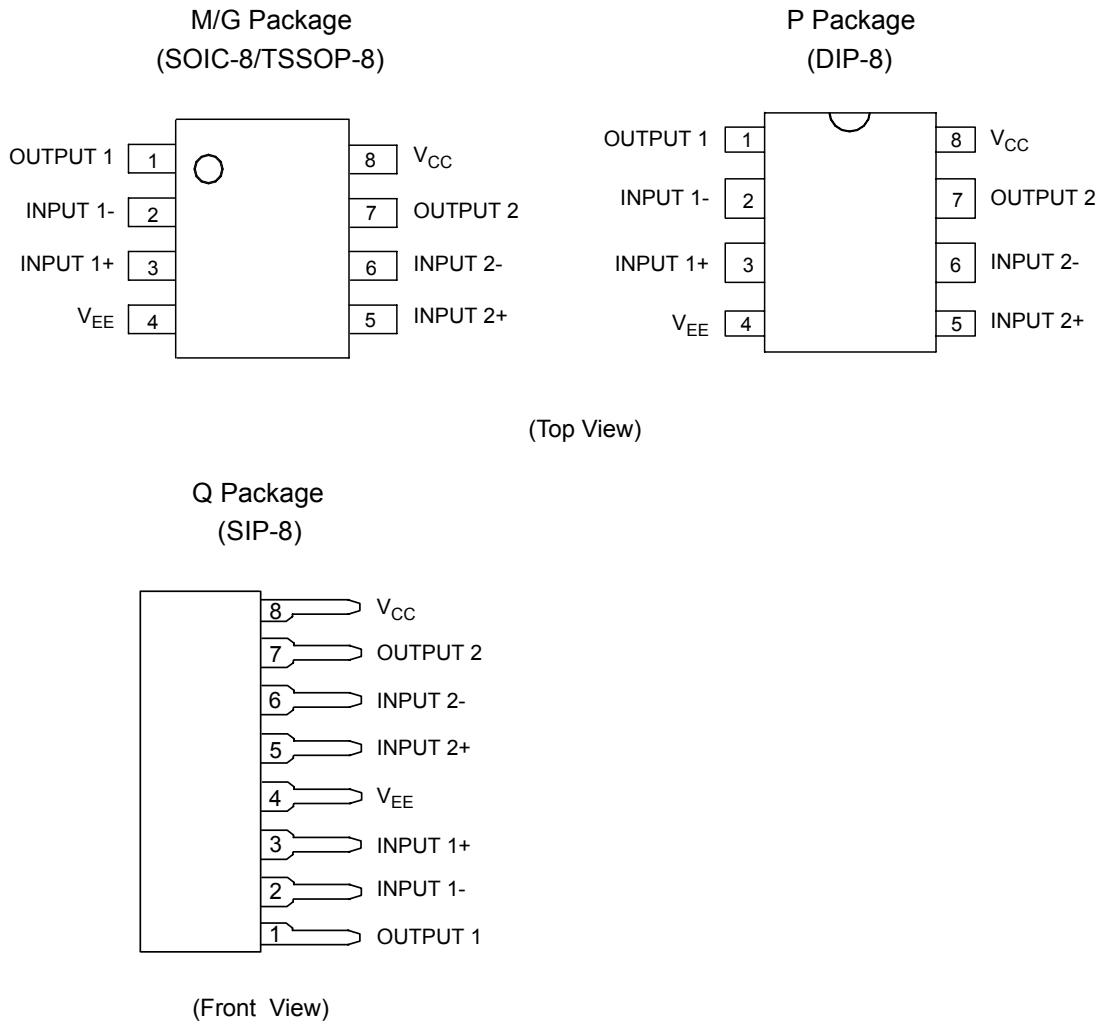 M/G Package
(SOIC-8/TSSOP-8)
OUTPUT 1 1
INPUT 1- 2
INPUT 1+ 3
VEE 4
8 VCC
7 OUTPUT 2
6 INPUT 2-
5 INPUT 2+
P Package
(DIP-8)
OUTPUT 1 1
INPUT 1- 2
INPUT 1+ 3
VEE 4
8 VCC
7 OUTPUT 2
6 INPUT 2-
5 INPUT 2+
(Top View)
Q Package
(SIP-8)
8 VCC
7 OUTPUT 2
6 INPUT 2-
5 INPUT 2+
4 VEE
3 INPUT 1+
2 INPUT 1-
1 OUTPUT 1
(Front View)